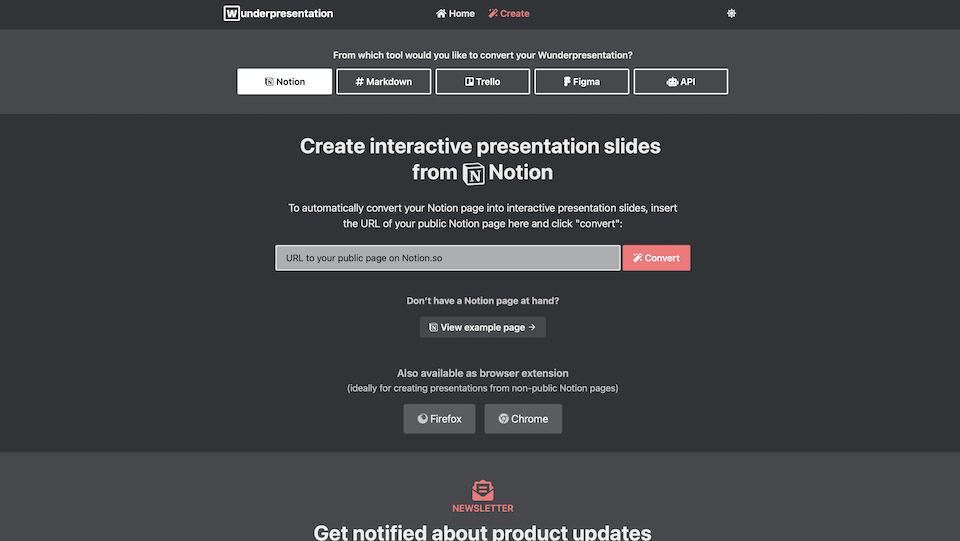 Wunderpresentation
Home
Create
From which tool would you like to convert your Wunderpresentation?
Notion
# Markdown
Trello
Figma
API
Create interactive presentation slides
from N Notion
To automatically convert your Notion page into interactive presentation slides, insert
the URL of your public Notion page here and click "convert":
URL to your public page on Notion.so
Convert
Don't have a Notion page at hand?
View example page →
Also available as browser extension
(ideally for creating presentations from non-public Notion pages)
Firefox
Chrome
NEWSLETTER
Get notified about product updates